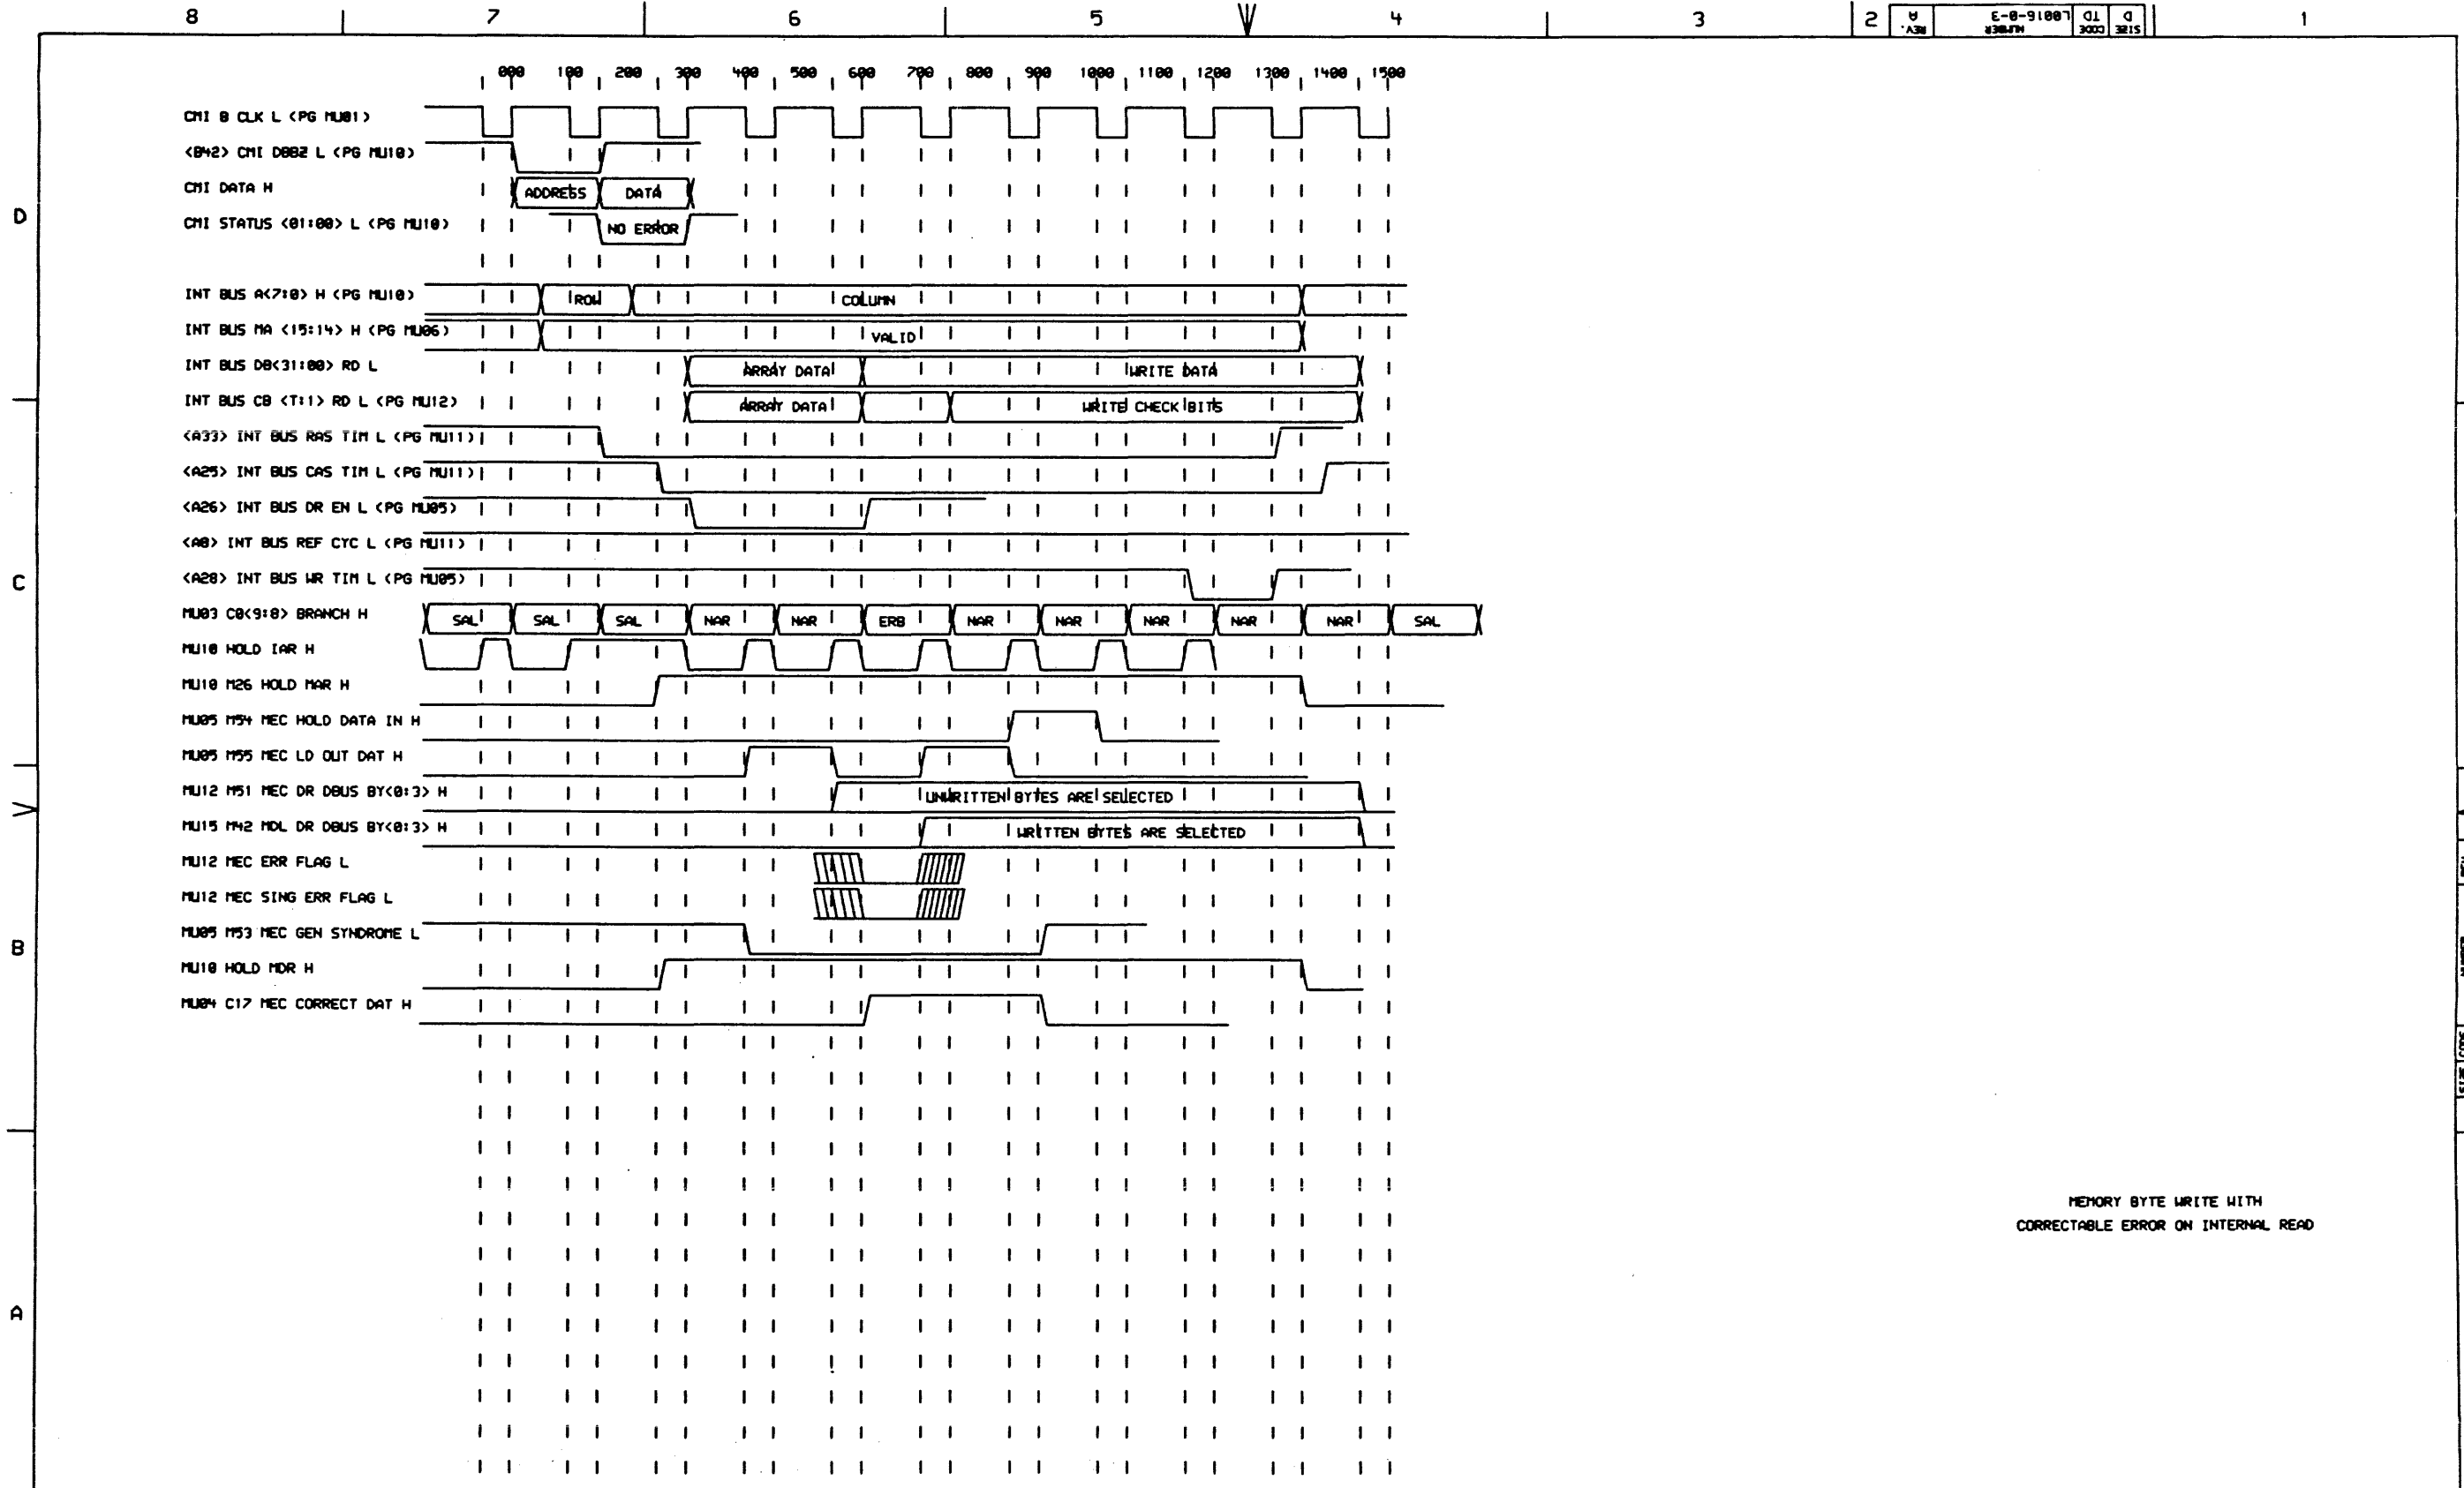 8 7 6 5 4 3 2 1
REV. A NUMBER L0016-0-3 CODE TD SIZE D
000 100 200 300 400 500 600 700 800 900 1000 1100 1200 1300 1400 1500
CMI B CLK L <PG MU01>
<B42> CMI DBBZ L <PG MU10>
CMI DATA H ADDRESS DATA
CMI STATUS <01:00> L <PG MU10> NO ERROR
D
INT BUS A<7:0> H <PG MU10> ROW COLUMN
INT BUS MA <15:14> H <PG MU06> VALID
INT BUS DB<31:00> RD L ARRAY DATA WRITE DATA
INT BUS CB <T:1> RD L <PG MU12> ARRAY DATA WRITE CHECK BITS
<A33> INT BUS RAS TIM L <PG MU11>
<A25> INT BUS CAS TIM L <PG MU11>
<A26> INT BUS DR EN L <PG MU05>
<A8> INT BUS REF CYC L <PG MU11>
C
<A28> INT BUS WR TIM L <PG MU05>
MU03 C0<9:8> BRANCH H SAL SAL SAL NAR NAR ERB NAR NAR NAR NAR NAR SAL
MU10 HOLD IAR H
MU10 M26 HOLD MAR H
MU05 M54 MEC HOLD DATA IN H
MU05 M55 MEC LD OUT DAT H
MU12 M51 MEC DR DBUS BY<0:3> H UNWRITTEN BYTES ARE SELECTED
MU15 M42 MDL DR DBUS BY<0:3> H WRITTEN BYTES ARE SELECTED
MU12 MEC ERR FLAG L
MU12 MEC SING ERR FLAG L
MU05 M53 MEC GEN SYNDROME L
B
MU10 HOLD MDR H
MU04 C17 MEC CORRECT DAT H
MEMORY BYTE WRITE WITH
CORRECTABLE ERROR ON INTERNAL READ
A